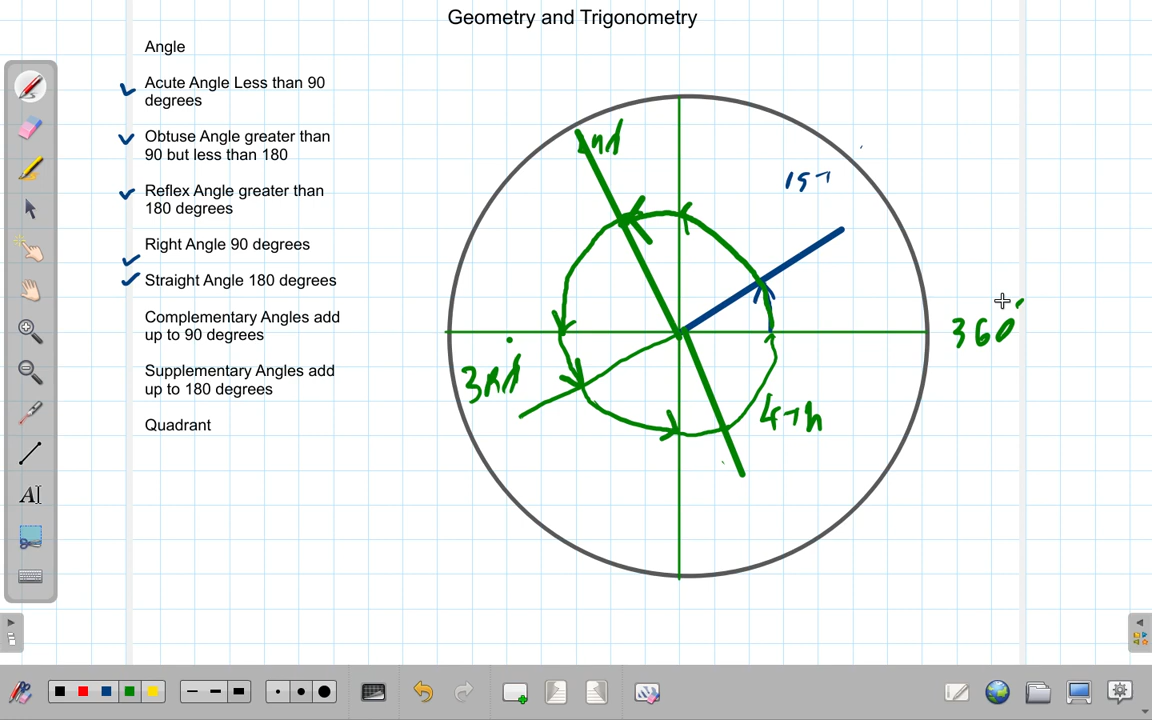 Geometry and Trigonometry
Angle
Acute Angle Less than 90
degrees
Obtuse Angle greater than
90 but less than 180
Reflex Angle greater than
180 degrees
Right Angle 90 degrees
Straight Angle 180 degrees
Complementary Angles add
up to 90 degrees
Supplementary Angles add
up to 180 degrees
Quadrant
1st
360°
3rd
4th
AI